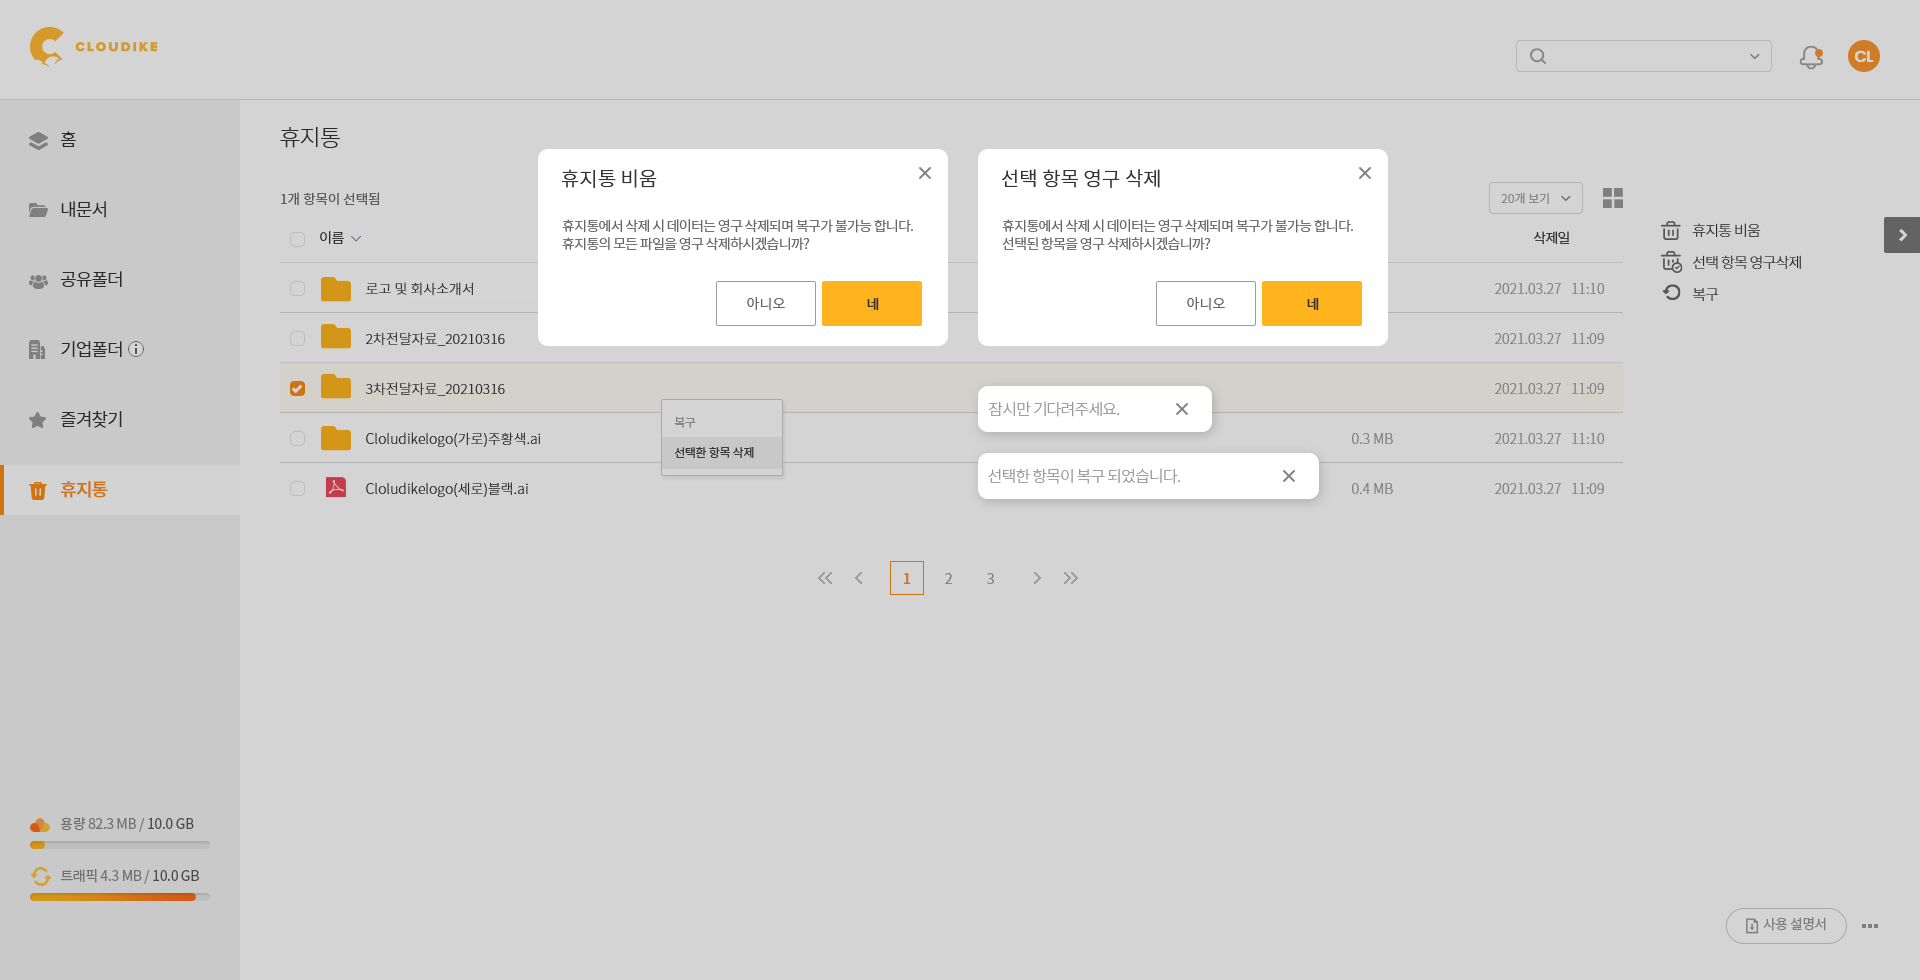 CLOUDIKE
CL
홈
내문서
공유폴더
기업폴더
즐겨찾기
휴지통
용량 82.3 MB / 10.0 GB
트래픽 4.3 MB / 10.0 GB
휴지통
1개 항목이 선택됨
20개 보기
이름
삭제일
로고 및 회사소개서
2021.03.27 11:10
2차전달자료_20210316
2021.03.27 11:09
3차전달자료_20210316
2021.03.27 11:09
Cloludikelogo(가로)주황색.ai
0.3 MB
2021.03.27 11:10
Cloludikelogo(세로)블랙.ai
0.4 MB
2021.03.27 11:09
복구
선택환 항목 삭제
휴지통 비움
휴지통에서 삭제 시 데이터는 영구 삭제되며 복구가 불가능 합니다.
휴지통의 모든 파일을 영구 삭제하시겠습니까?
아니오
네
선택 항목 영구 삭제
휴지통에서 삭제 시 데이터는 영구 삭제되며 복구가 불가능 합니다.
선택된 항목을 영구 삭제하시겠습니까?
아니오
네
잠시만 기다려주세요.
선택한 항목이 복구 되었습니다.
1 2 3
휴지통 비움
선택 항목 영구삭제
복구
사용 설명서